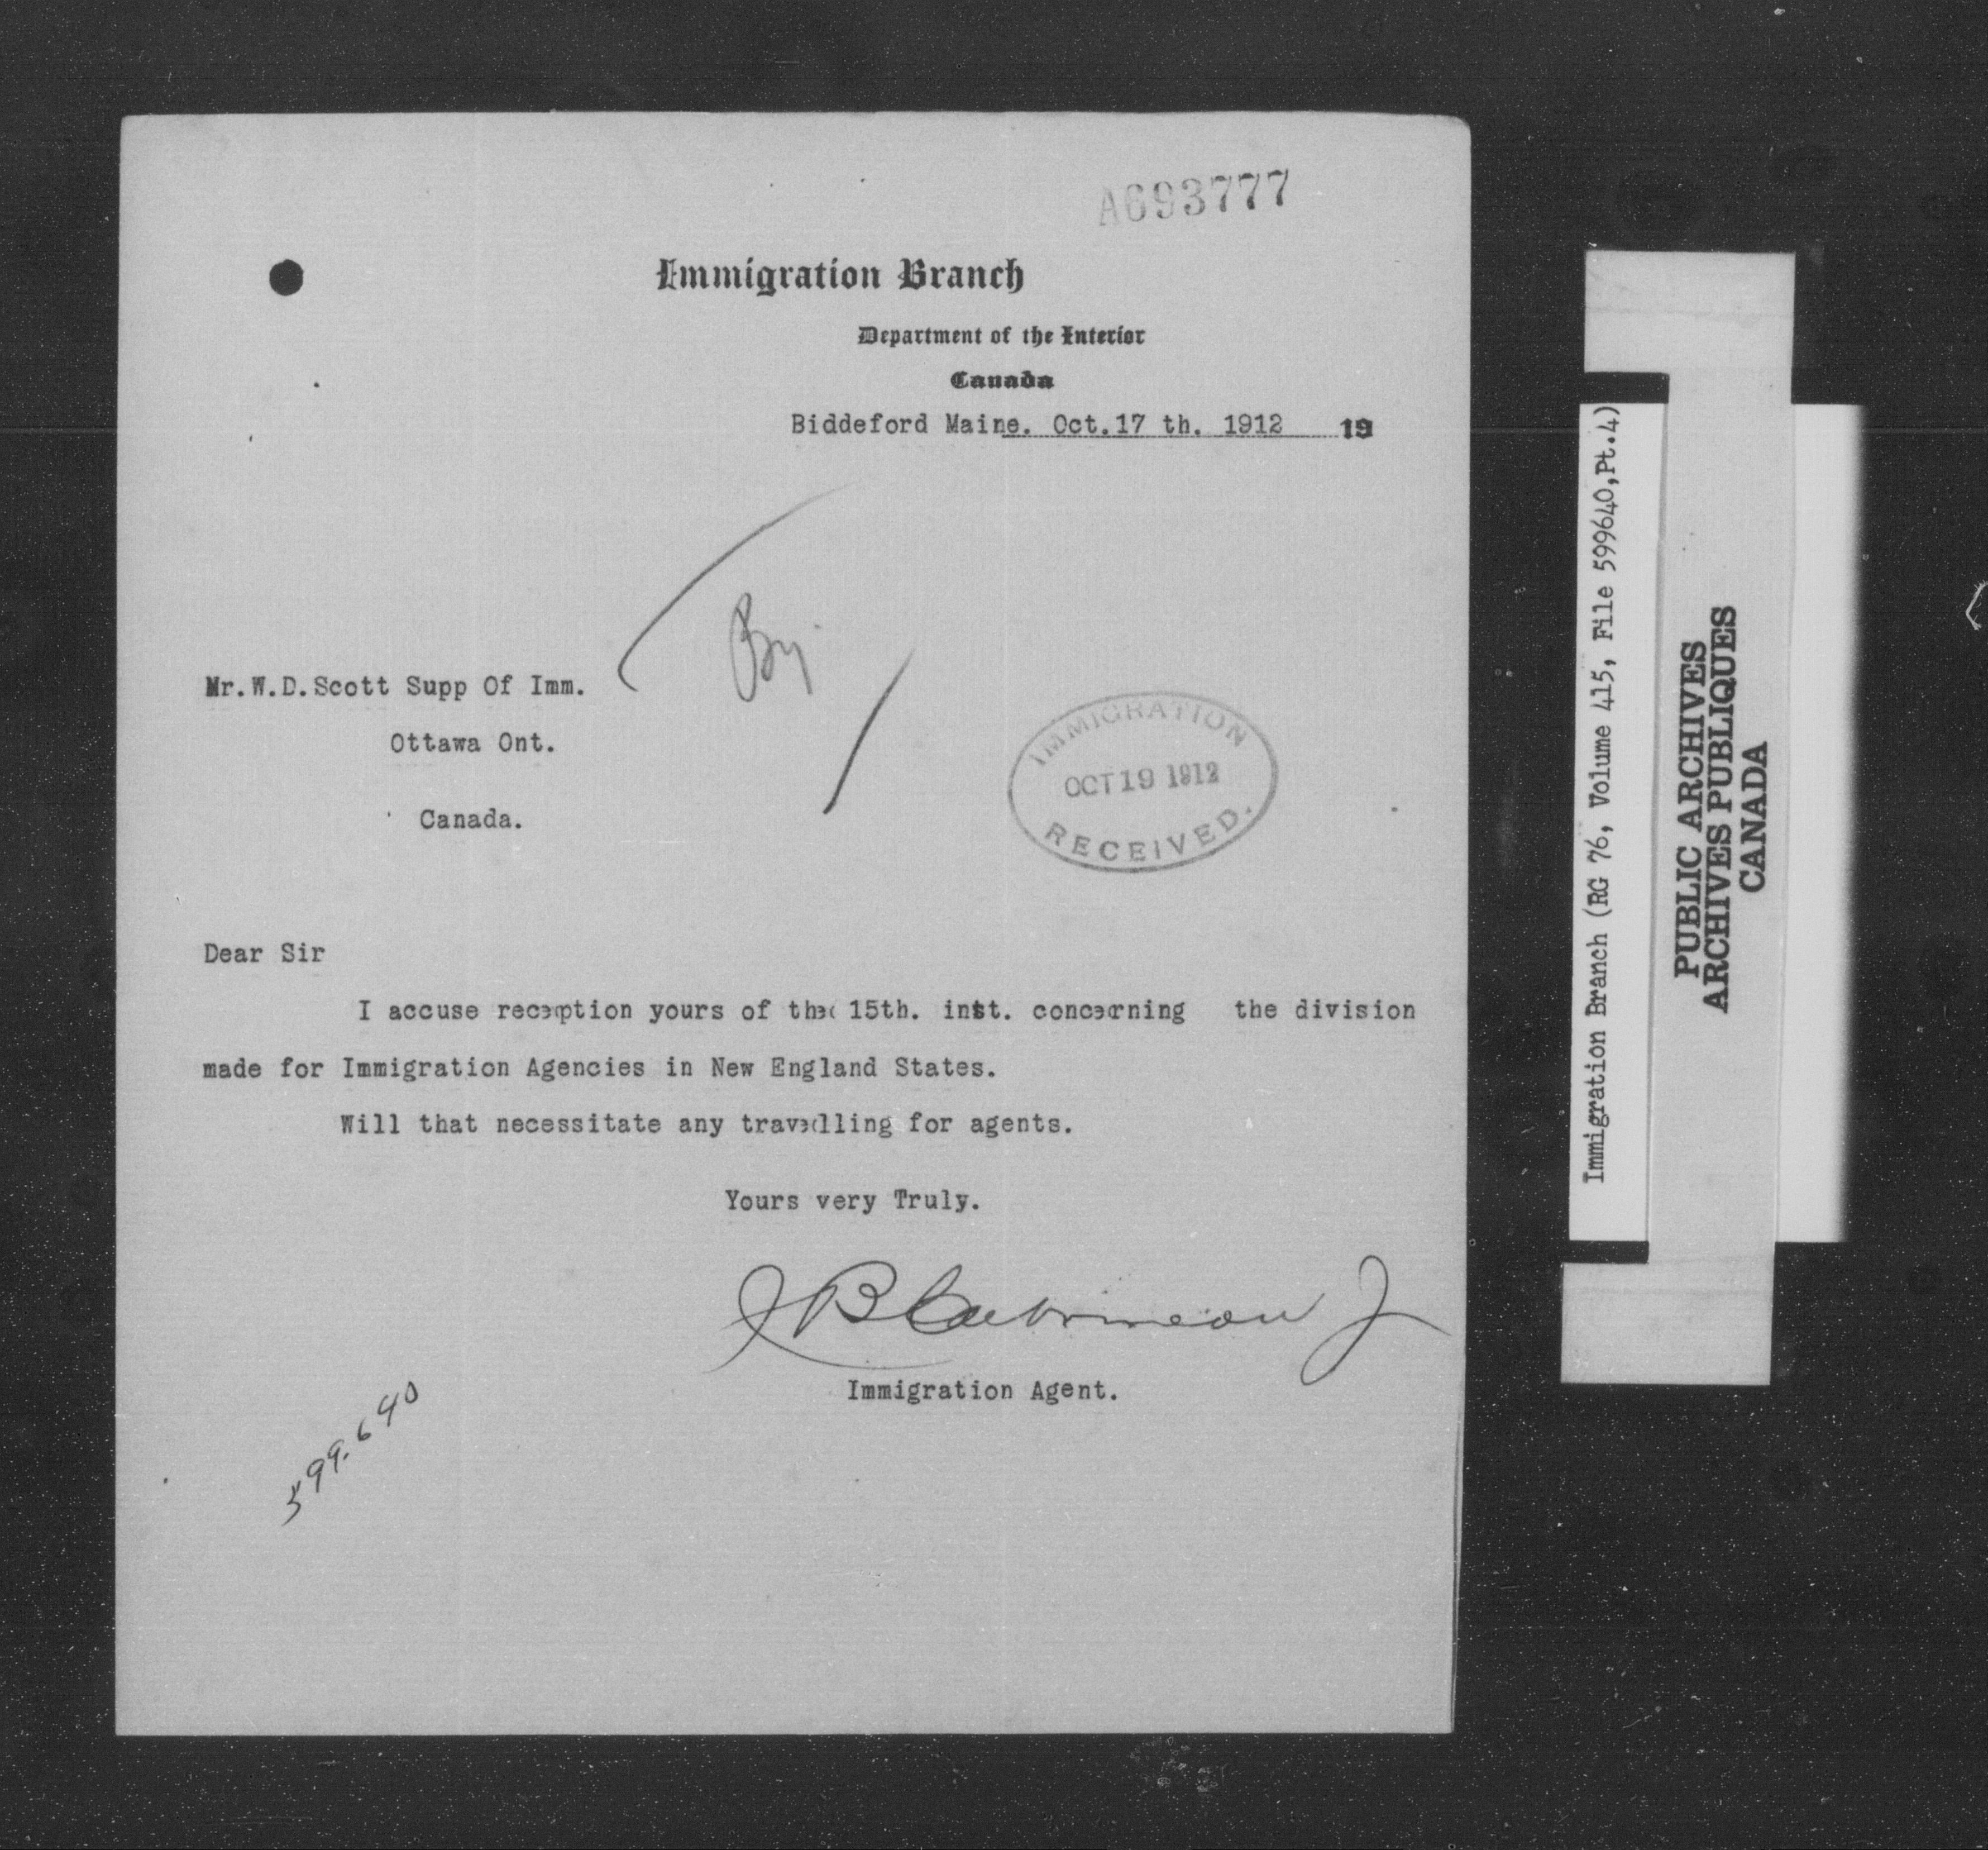 A693777
Immigration Branch
Department of the Interior
Canada
Biddeford Maine. Oct.17 th. 1912 19
By
Mr.W.D.Scott Supp Of Imm.
Ottawa Ont.
Canada.
IMMIGRATION
OCT 19 1912
RECEIVED.
Dear Sir
I accuse reception yours of the 15th. inst. concerning the division
made for Immigration Agencies in New England States.
Will that necessitate any travelling for agents.
Yours very Truly.
Immigration Agent.
599.640
Immigration Branch (RG 76, Volume 415, File 599640,Pt.4)
PUBLIC ARCHIVES
ARCHIVES PUBLIQUES
CANADA